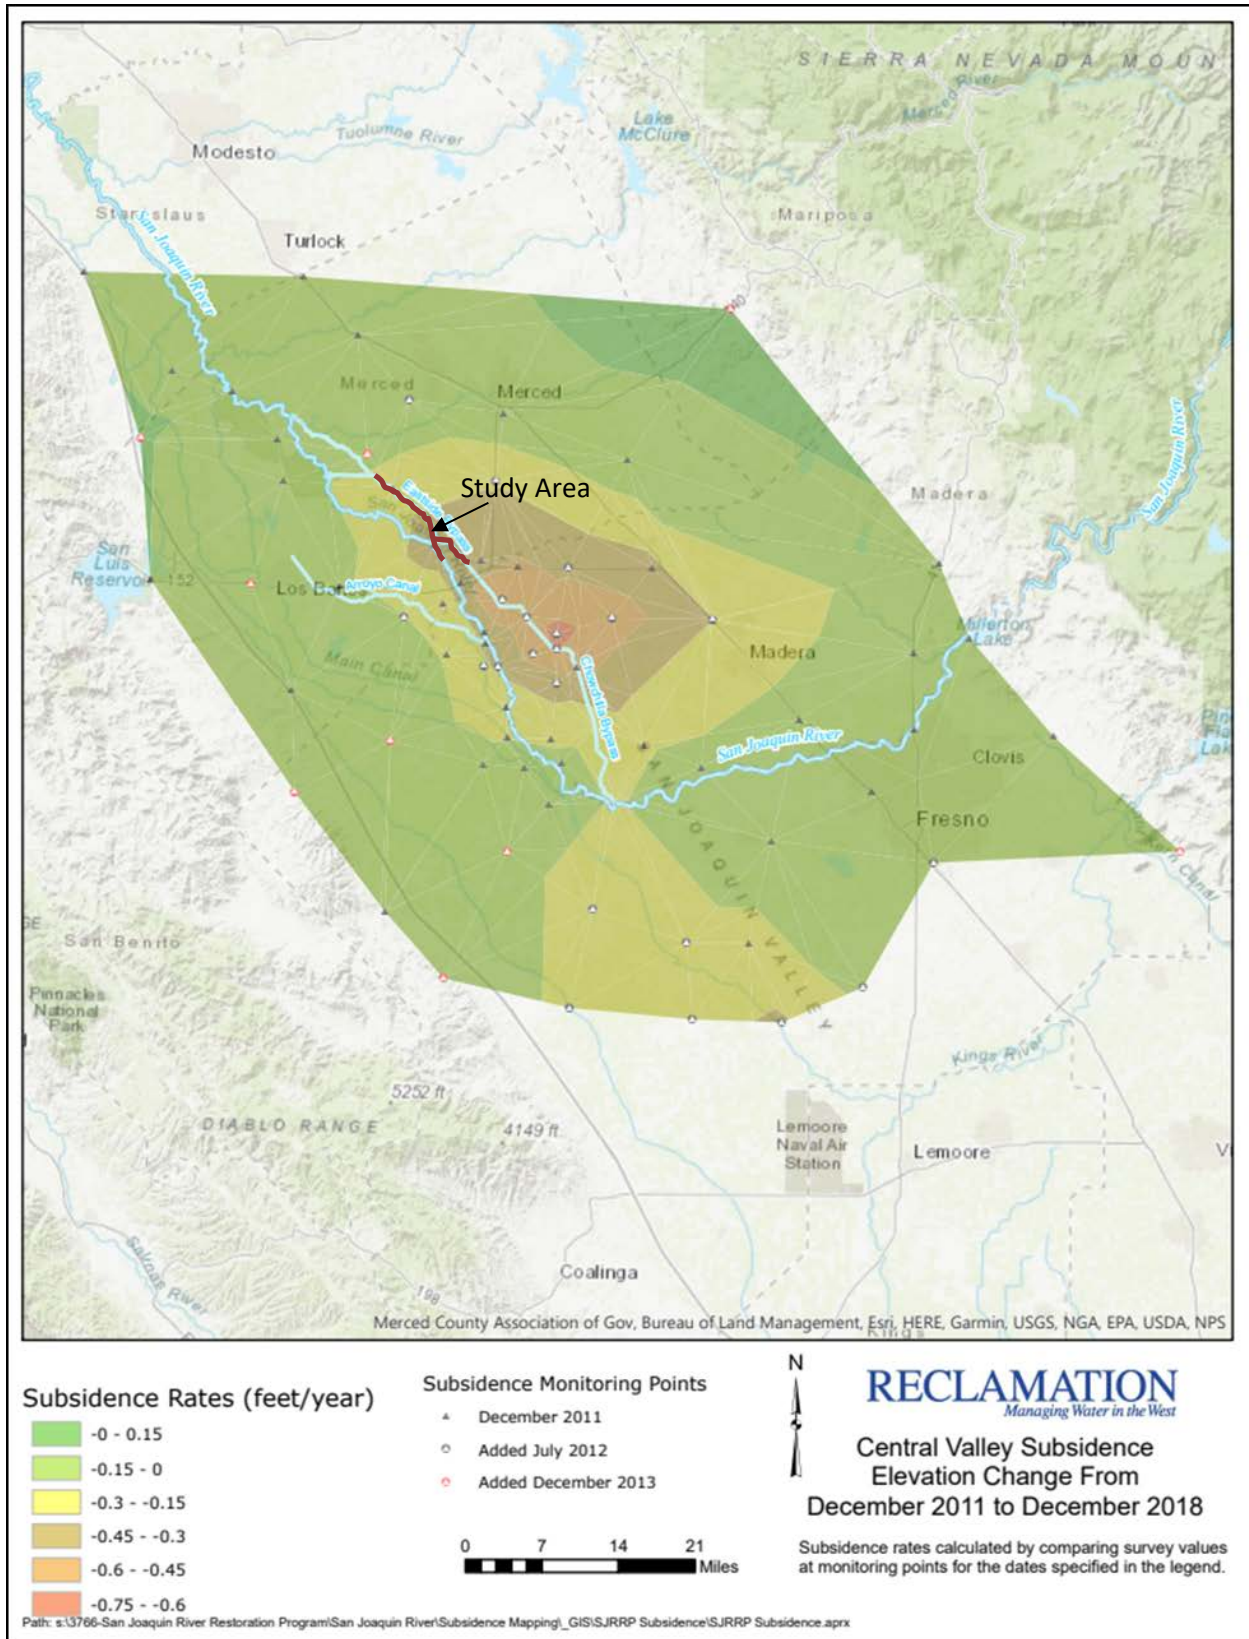 SIERRA NEVADA MOUN
Merced River
Lake
McClure
Tuolumne River
Modesto
Mariposa
Stanislaus
San Joaquin River
Turlock
140
Merced
Merced
Eastside Bypass
Study Area
Madera
San Joaquin River
San
Luis
Reservoir
152
Los Banos
Arroyo Canal
Millerton
Lake
Main Canal
Madera
Chowchilla Bypass
San Joaquin River
Clovis
SAN JOAQUIN VALLEY
Fresno
San Benito
Pinnacles
National
Park
Kings River
5252 ft
DIABLO RANGE
4149 ft
Lemoore
Naval Air
Station
Lemoore
Salinas River
Coalinga
198
Merced County Association of Gov, Bureau of Land Management, Esri, HERE, Garmin, USGS, NGA, EPA, USDA, NPS
Kings
Subsidence Rates (feet/year)
-0 - 0.15
-0.15 - 0
-0.3 - -0.15
-0.45 - -0.3
-0.6 - -0.45
-0.75 - -0.6
Subsidence Monitoring Points
December 2011
Added July 2012
Added December 2013
0 7 14 21
Miles
N
RECLAMATION
Managing Water in the West
Central Valley Subsidence
Elevation Change From
December 2011 to December 2018
Subsidence rates calculated by comparing survey values
at monitoring points for the dates specified in the legend.
Path: s:\3766-San Joaquin River Restoration Program\San Joaquin River\Subsidence Mapping\_GIS\SJRRP Subsidence\SJRRP Subsidence.aprx